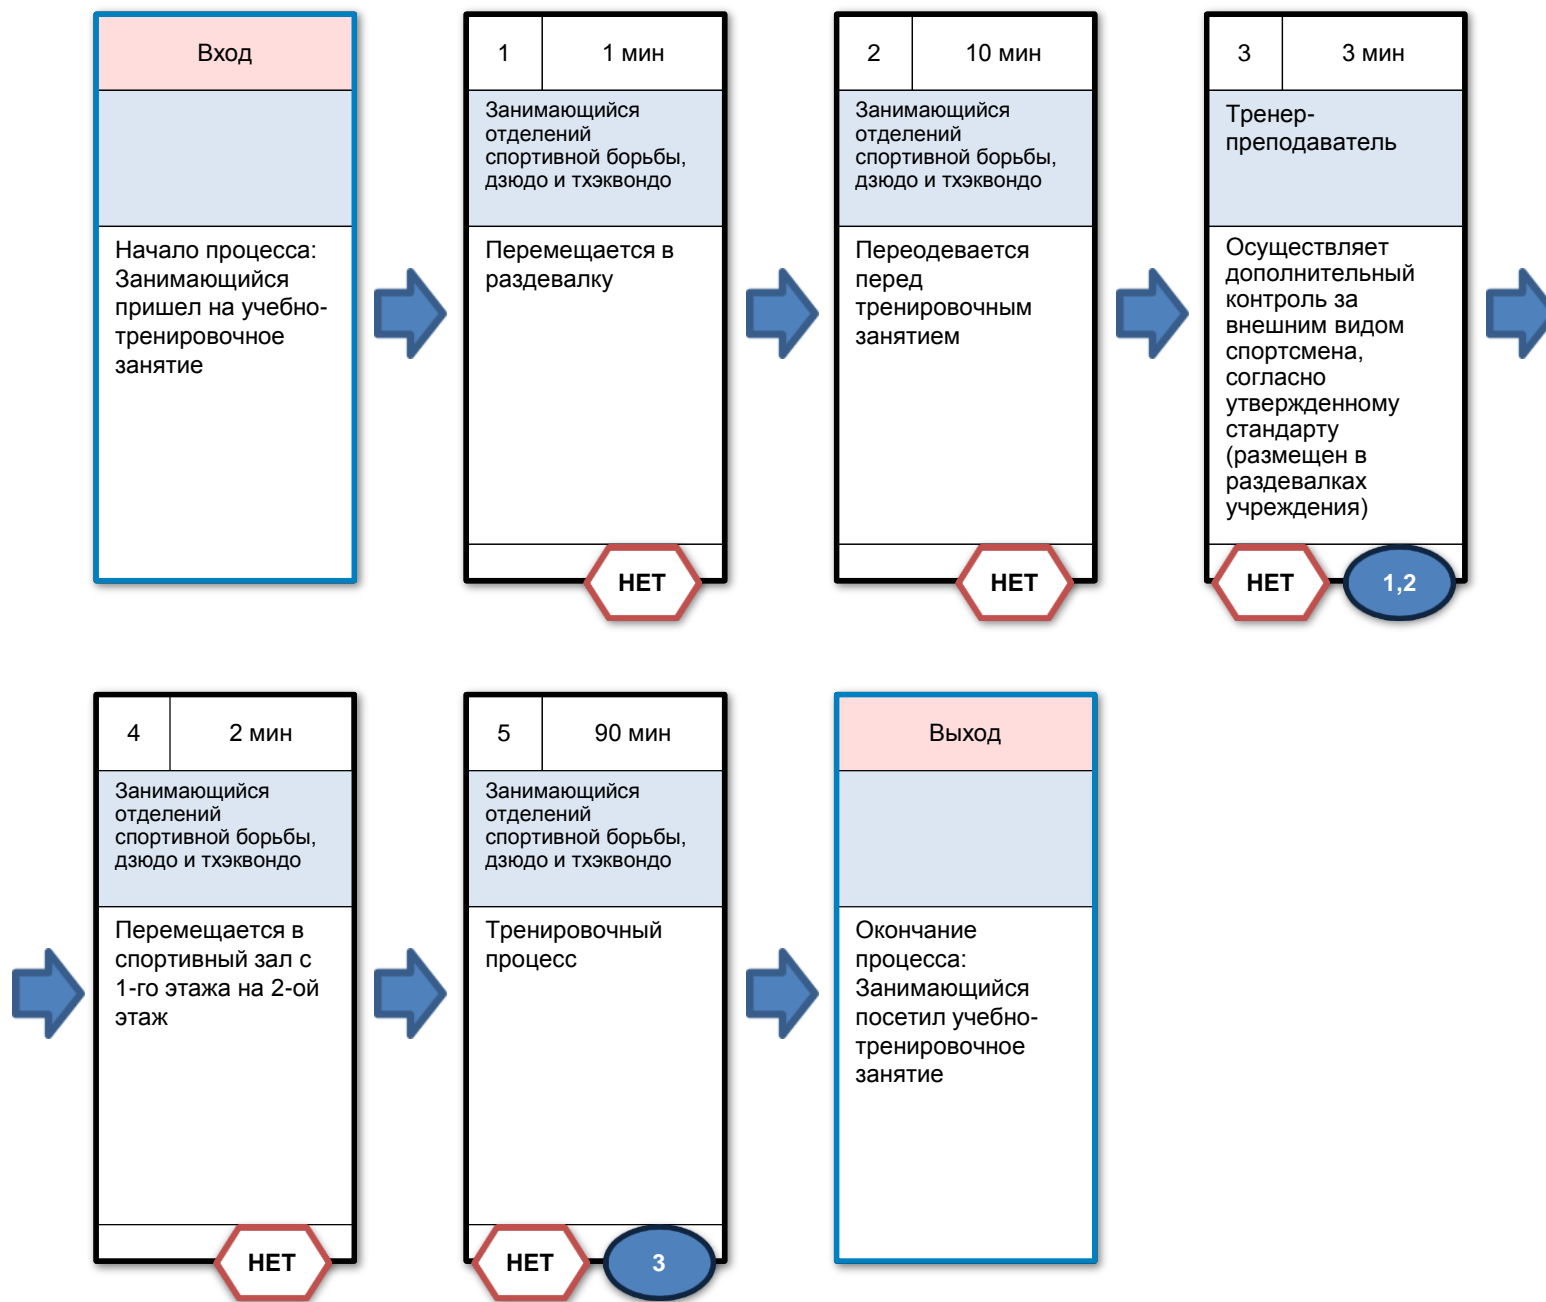 Вход
Начало процесса:
Занимающийся
пришел на учебно-
тренировочное
занятие
1
1 мин
Занимающийся
отделений
спортивной борьбы,
дзюдо и тхэквондо
Перемещается в
раздевалку
НЕТ
2
10 мин
Занимающийся
отделений
спортивной борьбы,
дзюдо и тхэквондо
Переодевается
перед
тренировочным
занятием
НЕТ
3
3 мин
Тренер-
преподаватель
Осуществляет
дополнительный
контроль за
внешним видом
спортсмена,
согласно
утвержденному
стандарту
(размещен в
раздевалках
учреждения)
НЕТ
1,2
4
2 мин
Занимающийся
отделений
спортивной борьбы,
дзюдо и тхэквондо
Перемещается в
спортивный зал с
1-го этажа на 2-ой
этаж
НЕТ
5
90 мин
Занимающийся
отделений
спортивной борьбы,
дзюдо и тхэквондо
Тренировочный
процесс
НЕТ
3
Выход
Окончание
процесса:
Занимающийся
посетил учебно-
тренировочное
занятие